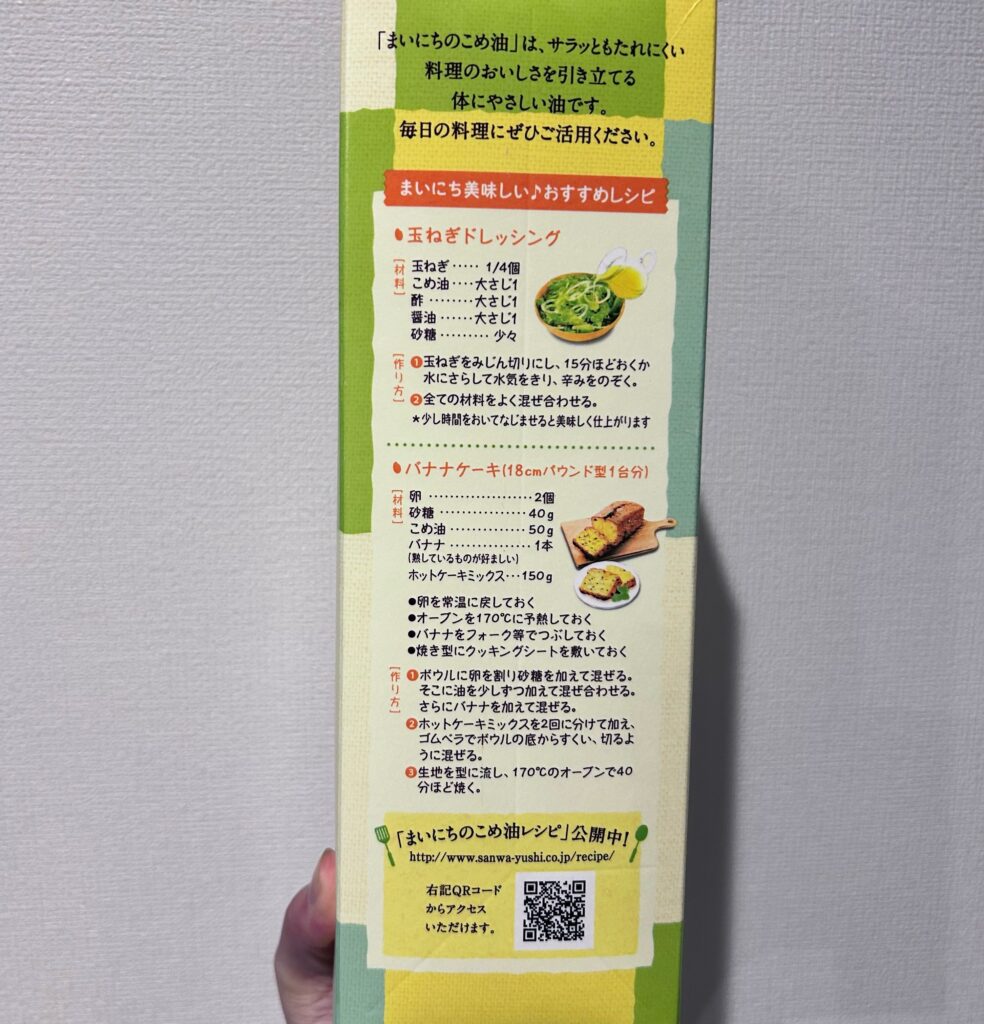 「まいにちのこめ油」は、サラッともたれにくい
料理のおいしさを引き立てる
体にやさしい油です。
毎日の料理にぜひご活用ください。
まいにち美味しい♪おすすめレシピ
玉ねぎドレッシング
[材料]
玉ねぎ ····· 1/4個
こめ油 ···· 大さじ1
酢 ········ 大さじ1
醤油 ······ 大さじ1
砂糖 ········· 少々
[作り方]
❶玉ねぎをみじん切りにし、15分ほどおくか
水にさらして水気をきり、辛みをのぞく。
❷全ての材料をよく混ぜ合わせる。
*少し時間をおいてなじませると美味しく仕上がります
バナナケーキ(18cmパウンド型1台分)
[材料]
卵 ···················· 2個
砂糖 ················· 40g
こめ油 ·············· 50g
バナナ ················ 1本
(熟しているものが好ましい)
ホットケーキミックス···150g
●卵を常温に戻しておく
●オーブンを170℃に予熱しておく
●バナナをフォーク等でつぶしておく
●焼き型にクッキングシートを敷いておく
[作り方]
❶ボウルに卵を割り砂糖を加えて混ぜる。
そこに油を少しずつ加えて混ぜ合わせる。
さらにバナナを加えて混ぜる。
❷ホットケーキミックスを2回に分けて加え、
ゴムベラでボウルの底からすくい、切るよ
うに混ぜる。
❸生地を型に流し、170℃のオーブンで40
分ほど焼く。
「まいにちのこめ油レシピ」公開中!
http://www.sanwa-yushi.co.jp/recipe/
右記QRコード
からアクセス
いただけます。